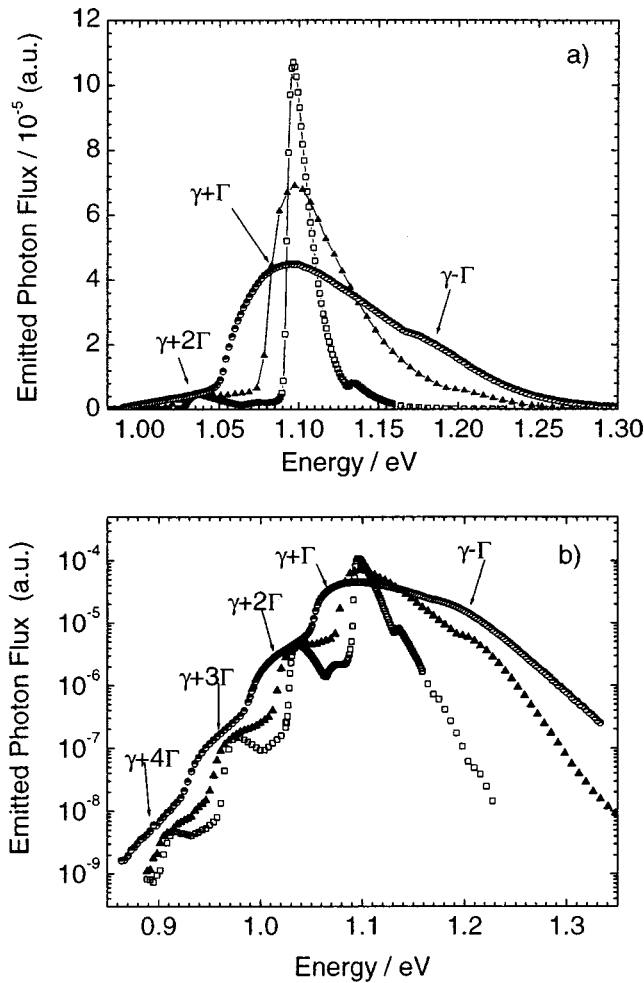 12
10
8
6
4
2
0
Emitted Photon Flux / 10⁻⁵ (a.u.)
a)
γ+Γ
γ-Γ
γ+2Γ
1.00 1.05 1.10 1.15 1.20 1.25 1.30
Energy / eV
10⁻⁴
10⁻⁵
10⁻⁶
10⁻⁷
10⁻⁸
10⁻⁹
Emitted Photon Flux (a.u.)
b)
γ+Γ
γ-Γ
γ+2Γ
γ+3Γ
γ+4Γ
0.9 1.0 1.1 1.2 1.3
Energy / eV